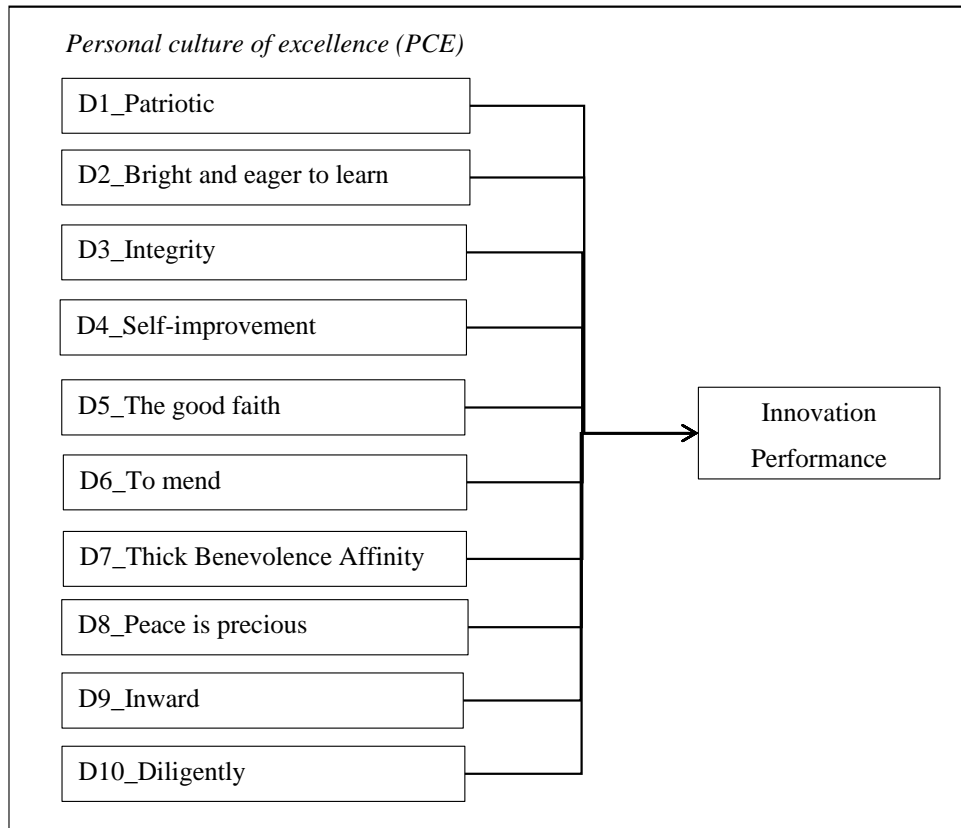 Personal culture of excellence (PCE)
D1_Patriotic
D2_Bright and eager to learn
D3_Integrity
D4_Self-improvement
D5_The good faith
D6_To mend
D7_Thick Benevolence Affinity
D8_Peace is precious
D9_Inward
D10_Diligently
Innovation
Performance